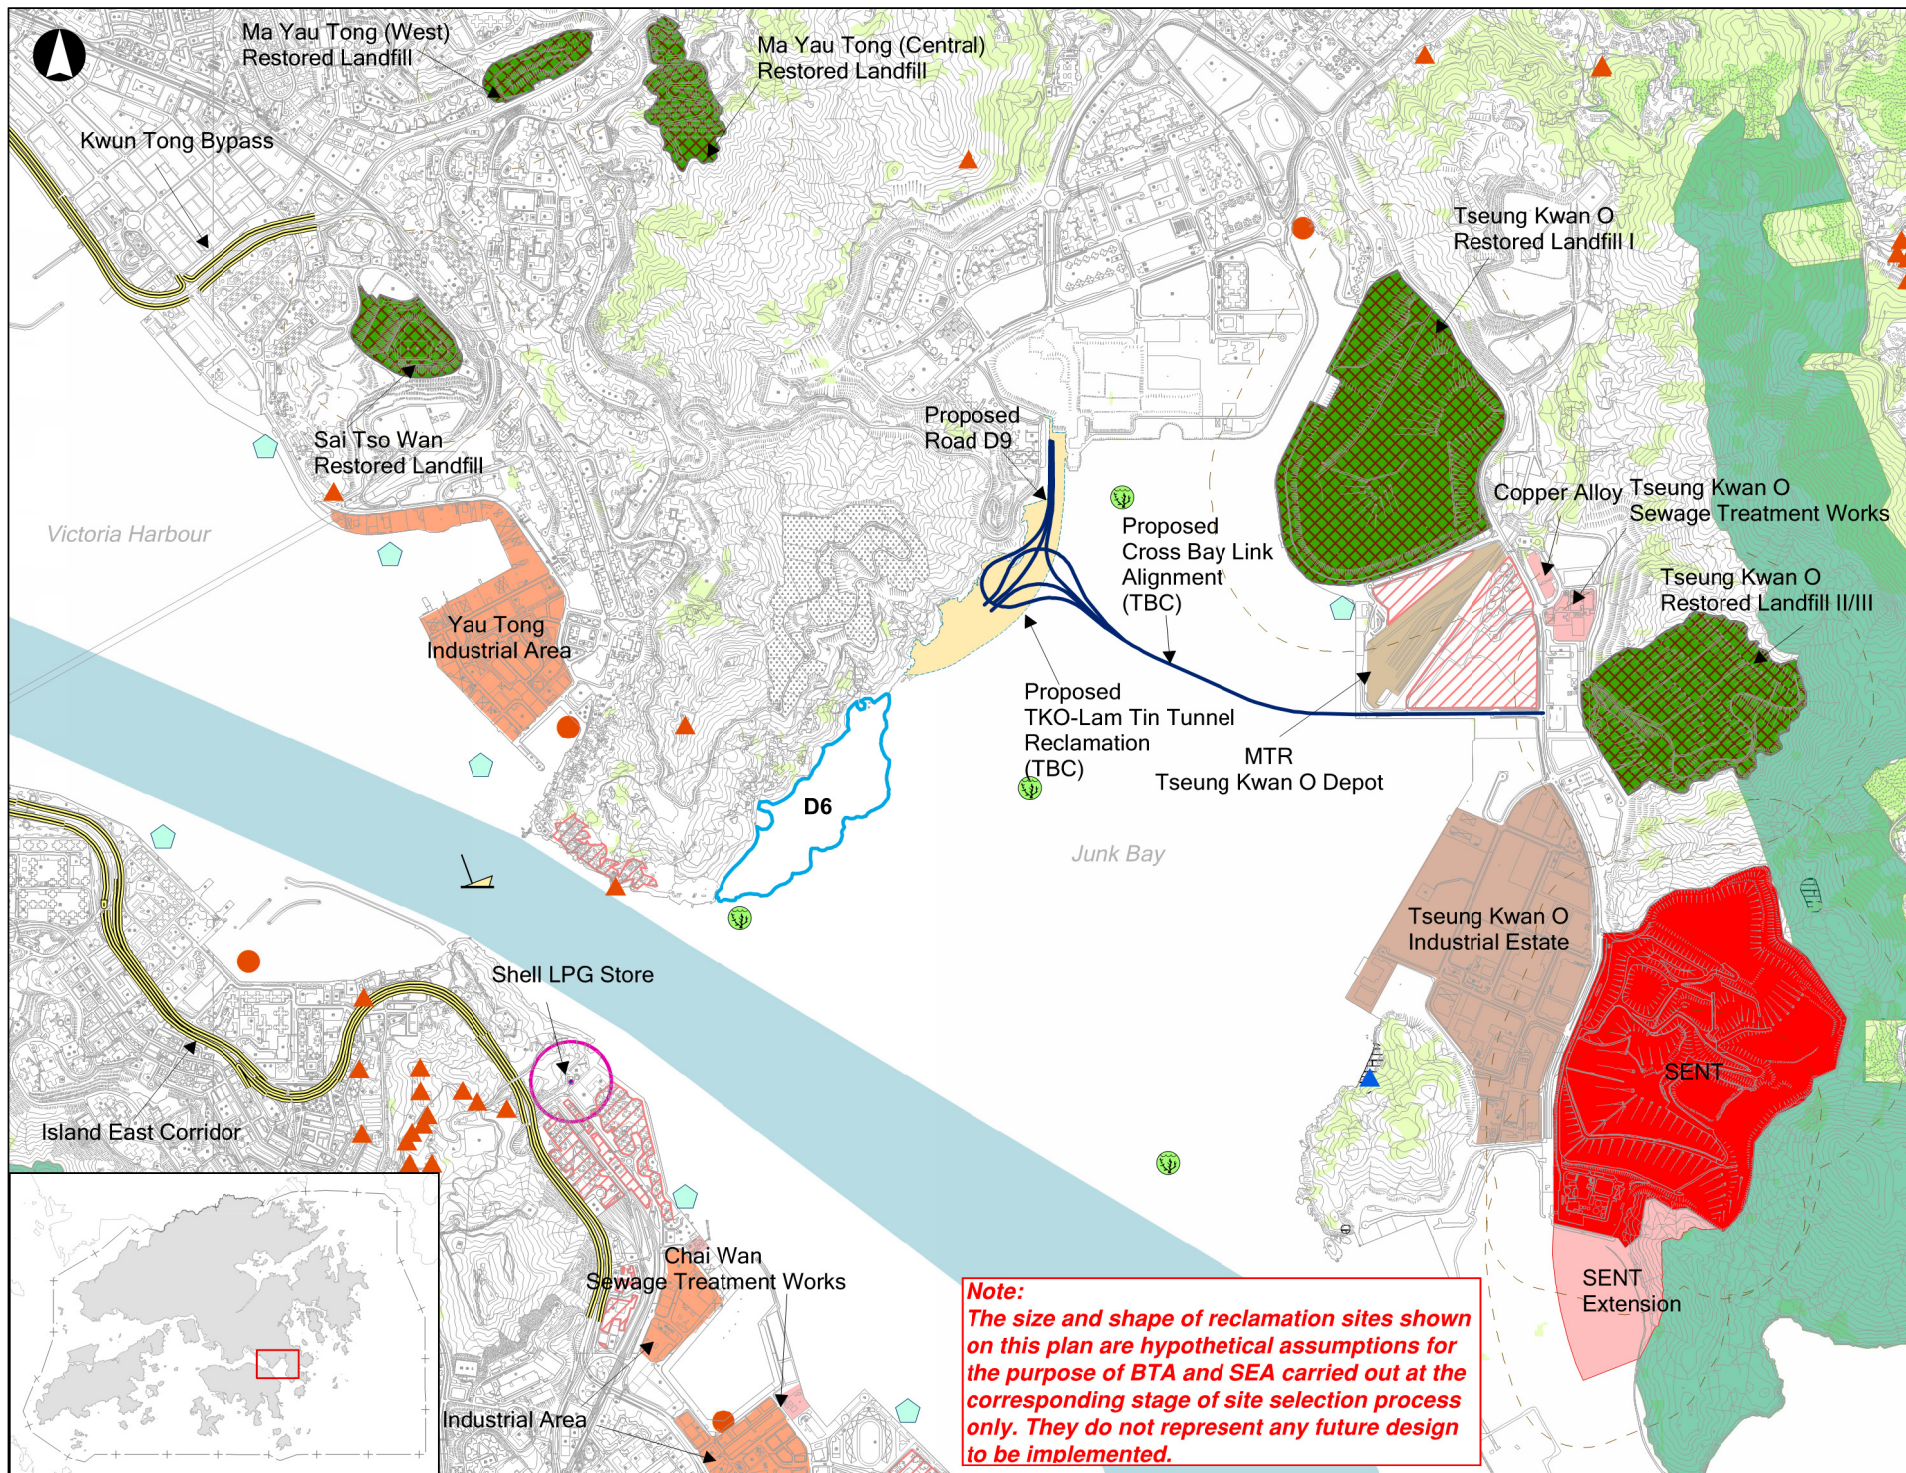 Ma Yau Tong (West)
Restored Landfill
Ma Yau Tong (Central)
Restored Landfill
Kwun Tong Bypass
Tseung Kwan O
Restored Landfill I
Proposed
Road D9
Sai Tso Wan
Restored Landfill
Copper Alloy
Tseung Kwan O
Sewage Treatment Works
Victoria Harbour
Proposed
Cross Bay Link
Alignment
(TBC)
Tseung Kwan O
Restored Landfill II/III
Yau Tong
Industrial Area
Proposed
TKO-Lam Tin Tunnel
Reclamation
(TBC)
MTR
Tseung Kwan O Depot
D6
Junk Bay
Tseung Kwan O
Industrial Estate
Shell LPG Store
SENT
Island East Corridor
Chai Wan
Sewage Treatment Works
SENT
Extension
Industrial Area
Note:
The size and shape of reclamation sites shown
on this plan are hypothetical assumptions for
the purpose of BTA and SEA carried out at the
corresponding stage of site selection process
only. They do not represent any future design
to be implemented.